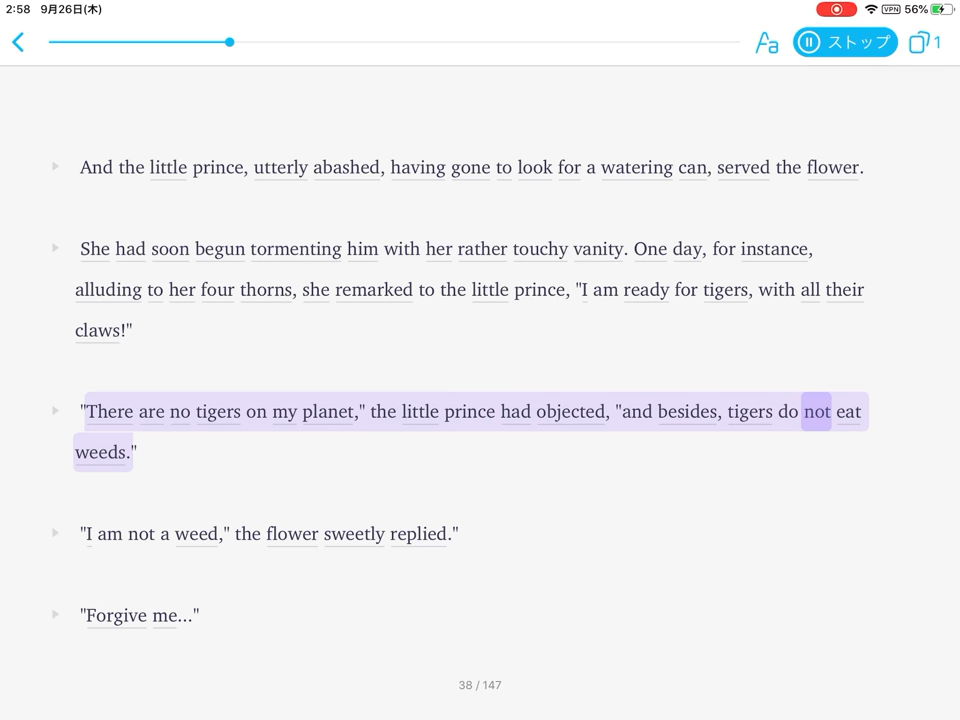 2:58 9月26日(木) VPN 56%
Aa ストップ 1
And the little prince, utterly abashed, having gone to look for a watering can, served the flower.
She had soon begun tormenting him with her rather touchy vanity. One day, for instance,
alluding to her four thorns, she remarked to the little prince, "I am ready for tigers, with all their
claws!"
"There are no tigers on my planet," the little prince had objected, "and besides, tigers do not eat
weeds."
"I am not a weed," the flower sweetly replied."
"Forgive me..."
38 / 147